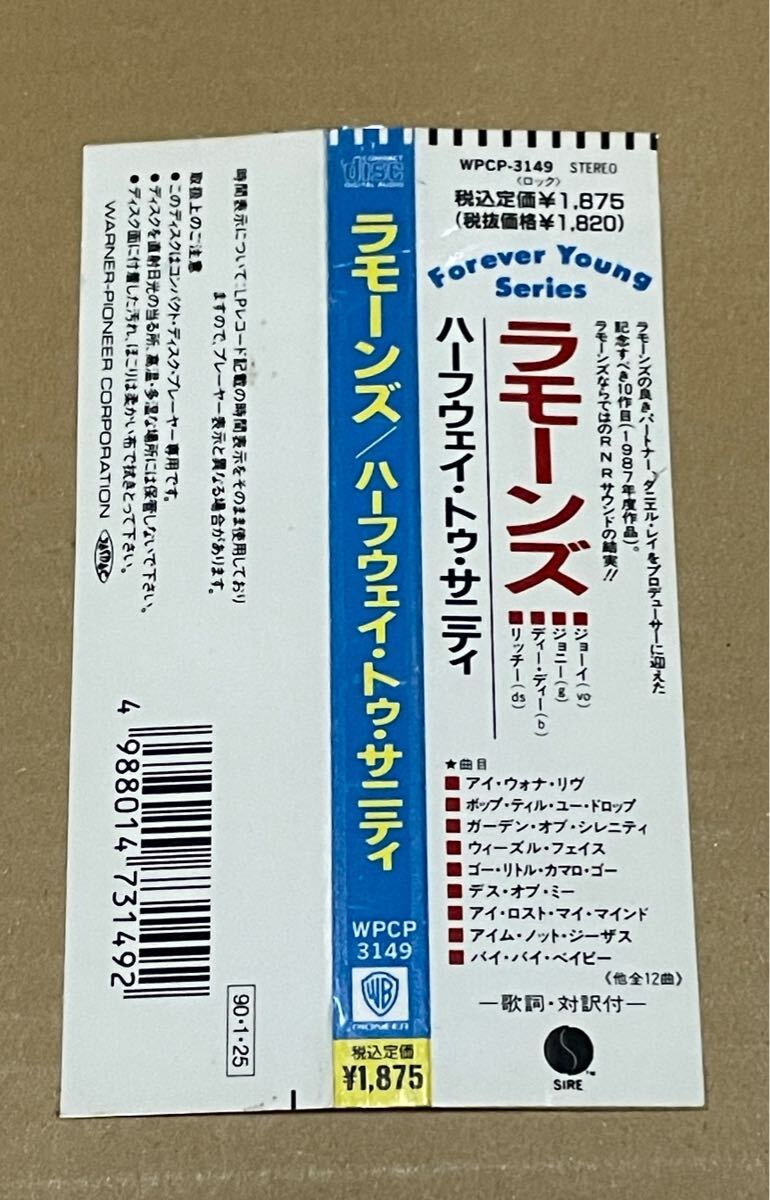 WPCP-3149 STEREO
〈ロック〉
税込定価¥1,875
(税抜価格¥1,820)
Forever Young
Series
ラモーンズの良きパートナー、ダニエル・レイをプロデューサーに迎えた
記念すべき10作目(1987年度作品)。
ラモーンズならではのRNRサウンドの結実!!
ラモーンズ
■ジョーイ(vo)
■ジョニー(g)
■ディー・ディー(b)
■リッチー(ds)
ハーフウェイ・トゥ・サニティ
★曲目
■アイ・ウォナ・リヴ
■ポップ・ティル・ユー・ドロップ
■ガーデン・オブ・シレニティ
■ウィーズル・フェイス
■ゴー・リトル・カマロ・ゴー
■デス・オブ・ミー
■アイ・ロスト・マイ・マインド
■アイム・ノット・ジーザス
■バイ・バイ・ベイビー
《他全12曲》
—歌詞・対訳付—
SIRE
COMPACT
disc
DIGITAL AUDIO
ラモーンズ/ハーフウェイ・トゥ・サニティ
WPCP
3149
WB
PIONEER
税込定価
¥1,875
時間表示について:LPレコード記載の時間表示をそのまま使用しており
ますので、プレーヤー表示と異なる場合があります。
取扱上のご注意
●このディスクはコンパクト・ディスク・プレーヤー専用です。
●ディスクを直射日光の当る所、高温・多湿な場所には保管しないで下さい。
●ディスク面に付着した汚れ、ほこりは柔かい布で拭きとって下さい。
WARNER-PIONEER CORPORATION
4 988014 731492
90・1・25